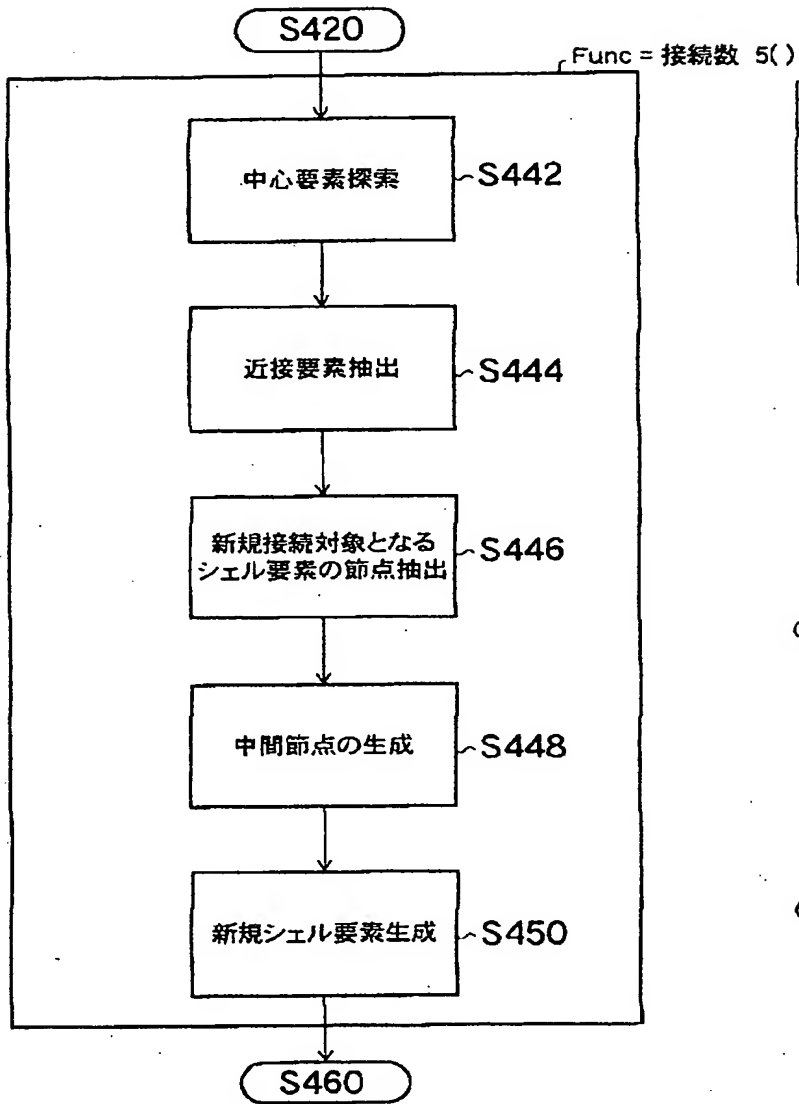 S420
Func = 接続数 5( )
中心要素探索
S442
近接要素抽出
S444
新規接続対象となる
シェル要素の節点抽出
S446
中間節点の生成
S448
新規シェル要素生成
S450
S460